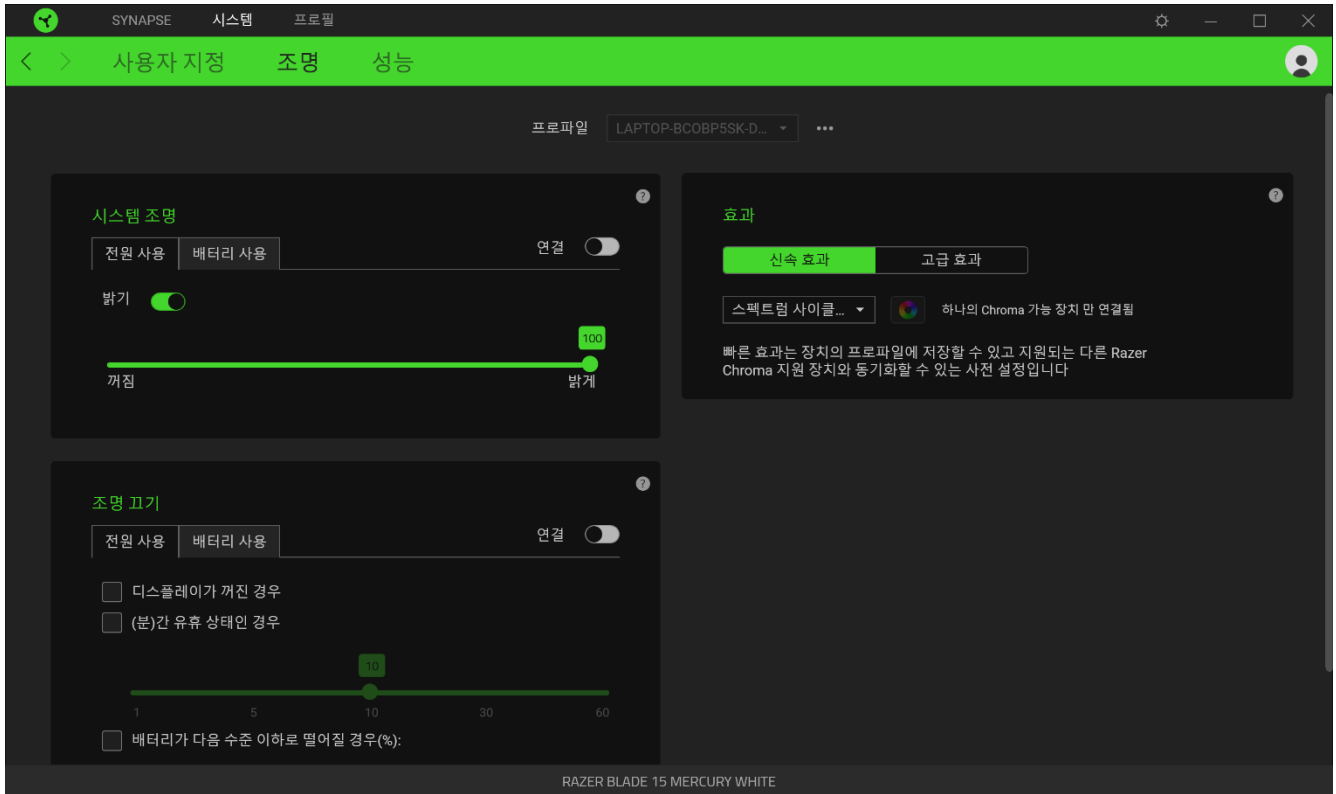 SYNAPSE 시스템 프로필
사용자 지정 조명 성능
프로파일 LAPTOP-BCOBP5SK-D... •••
시스템 조명
전원 사용 배터리 사용 연결
밝기
100
꺼짐 밝게
효과
신속 효과 고급 효과
스펙트럼 사이클... 하나의 Chroma 가능 장치 만 연결됨
빠른 효과는 장치의 프로파일에 저장할 수 있고 지원되는 다른 Razer
Chroma 지원 장치와 동기화할 수 있는 사전 설정입니다
조명 끄기
전원 사용 배터리 사용 연결
디스플레이가 꺼진 경우
(분)간 유휴 상태인 경우
10
1 5 10 30 60
배터리가 다음 수준 이하로 떨어질 경우(%):
RAZER BLADE 15 MERCURY WHITE